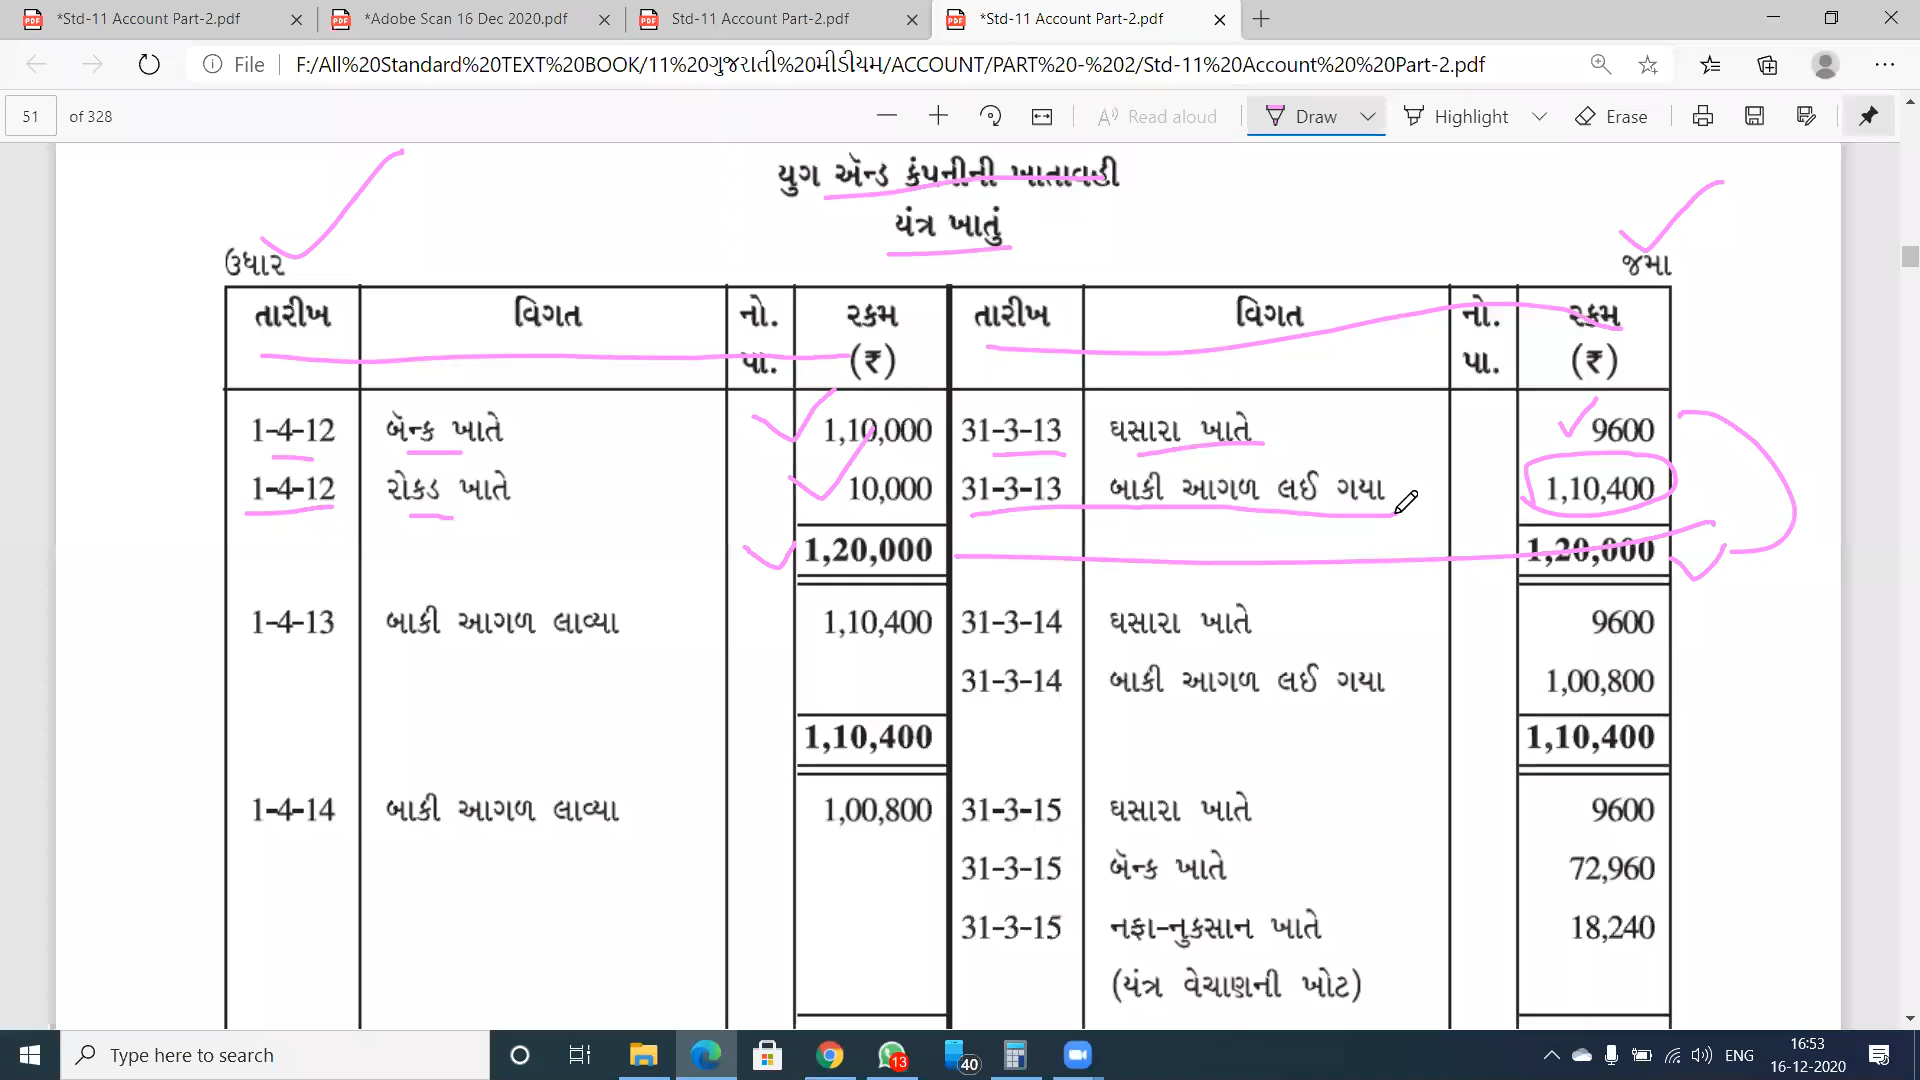 *Std-11 Account Part-2.pdf *Adobe Scan 16 Dec 2020.pdf Std-11 Account Part-2.pdf *Std-11 Account Part-2.pdf
File F:/All%20Standard%20TEXT%20BOOK/11%20ગુજરાતી%20મીડીયમ/ACCOUNT/PART%20-%202/Std-11%20Account%20%20Part-2.pdf
51 of 328 Read aloud Draw Highlight Erase
યુગ ઍન્ડ કંપનીની ખાતાવહી
યંત્ર ખાતું
ઉધાર જમા
તારીખ વિગત નો. રકમ તારીખ વિગત નો. રકમ
પા. (₹) પા. (₹)
1-4-12 બૅન્ક ખાતે 1,10,000 31-3-13 ઘસારા ખાતે 9600
1-4-12 રોકડ ખાતે 10,000 31-3-13 બાકી આગળ લઈ ગયા 1,10,400
1,20,000 1,20,000
1-4-13 બાકી આગળ લાવ્યા 1,10,400 31-3-14 ઘસારા ખાતે 9600
31-3-14 બાકી આગળ લઈ ગયા 1,00,800
1,10,400 1,10,400
1-4-14 બાકી આગળ લાવ્યા 1,00,800 31-3-15 ઘસારા ખાતે 9600
31-3-15 બૅન્ક ખાતે 72,960
31-3-15 નફા-નુકસાન ખાતે 18,240
(યંત્ર વેચાણની ખોટ)
Type here to search 13 40 ENG 16:53
16-12-2020